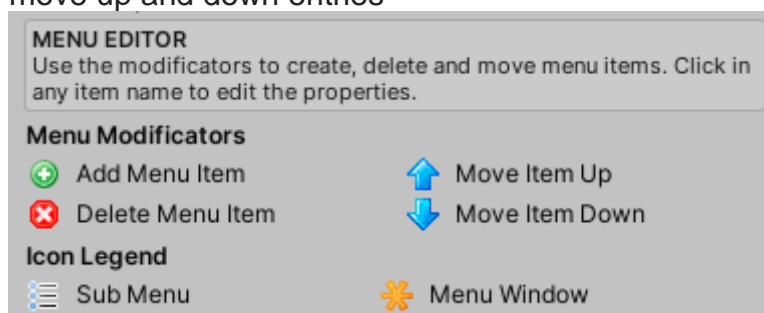 move up and down entries
MENU EDITOR
Use the modificators to create, delete and move menu items. Click in
any item name to edit the properties.
Menu Modificators
Add Menu Item
Move Item Up
Delete Menu Item
Move Item Down
Icon Legend
Sub Menu
Menu Window